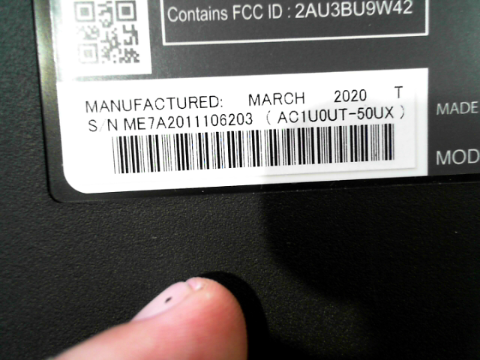 Contains FCC ID : 2AU3BU9W42
MANUFACTURED: MARCH 2020 T
S/N ME7A2011106203 ( AC1U0UT-50UX )
MADE
MOD